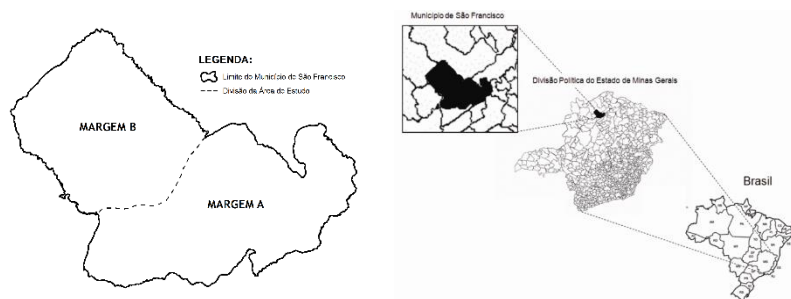 LEGENDA:
Limite do Município de São Francisco
Divisão da Área do Estudo
MARGEM B
MARGEM A
Município de São Francisco
Divisão Política do Estado de Minas Gerais
Brasil